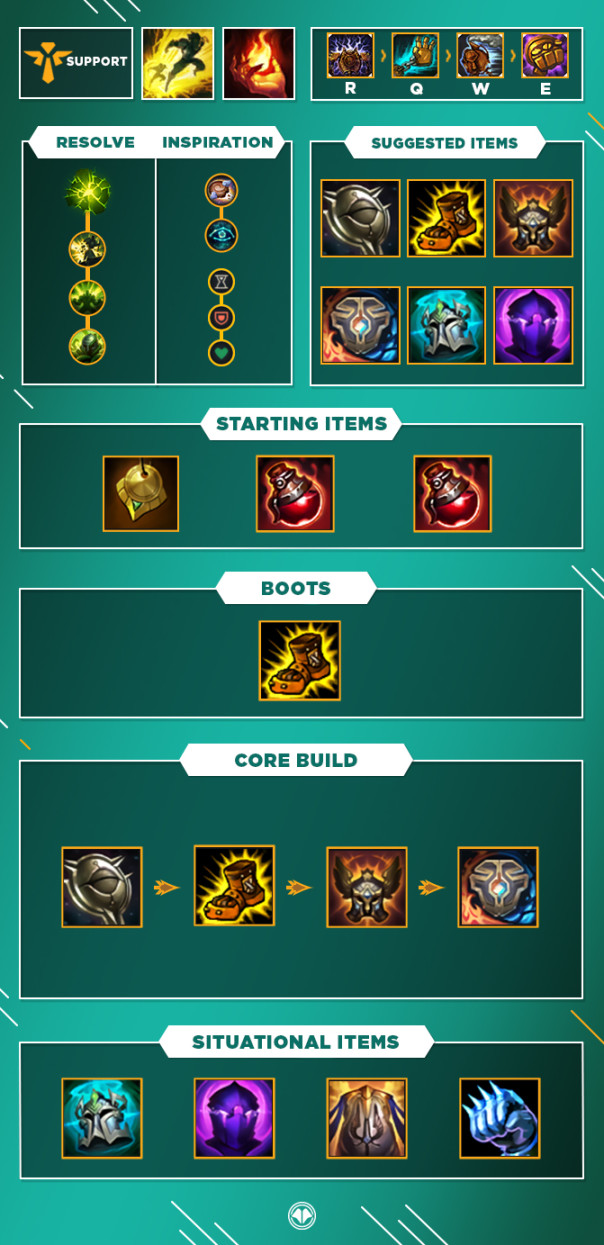 SUPPORT
R Q W E
RESOLVE INSPIRATION
SUGGESTED ITEMS
STARTING ITEMS
BOOTS
CORE BUILD
SITUATIONAL ITEMS